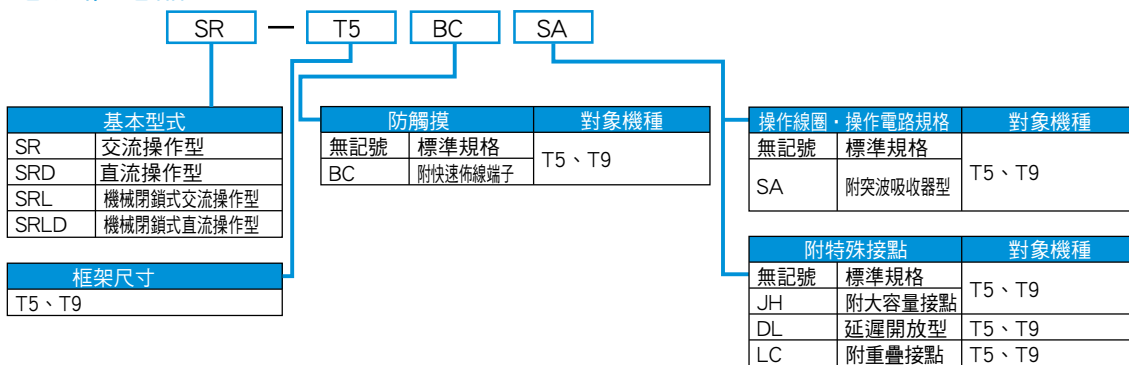 SR — T5 BC SA
基本型式
SR 交流操作型
SRD 直流操作型
SRL 機械閉鎖式交流操作型
SRLD 機械閉鎖式直流操作型
框架尺寸
T5、T9
防觸摸 對象機種
無記號 標準規格 T5、T9
BC 附快速佈線端子
操作線圈・操作電路規格 對象機種
無記號 標準規格 T5、T9
SA 附突波吸收器型
附特殊接點 對象機種
無記號 標準規格 T5、T9
JH 附大容量接點
DL 延遲開放型 T5、T9
LC 附重疊接點 T5、T9